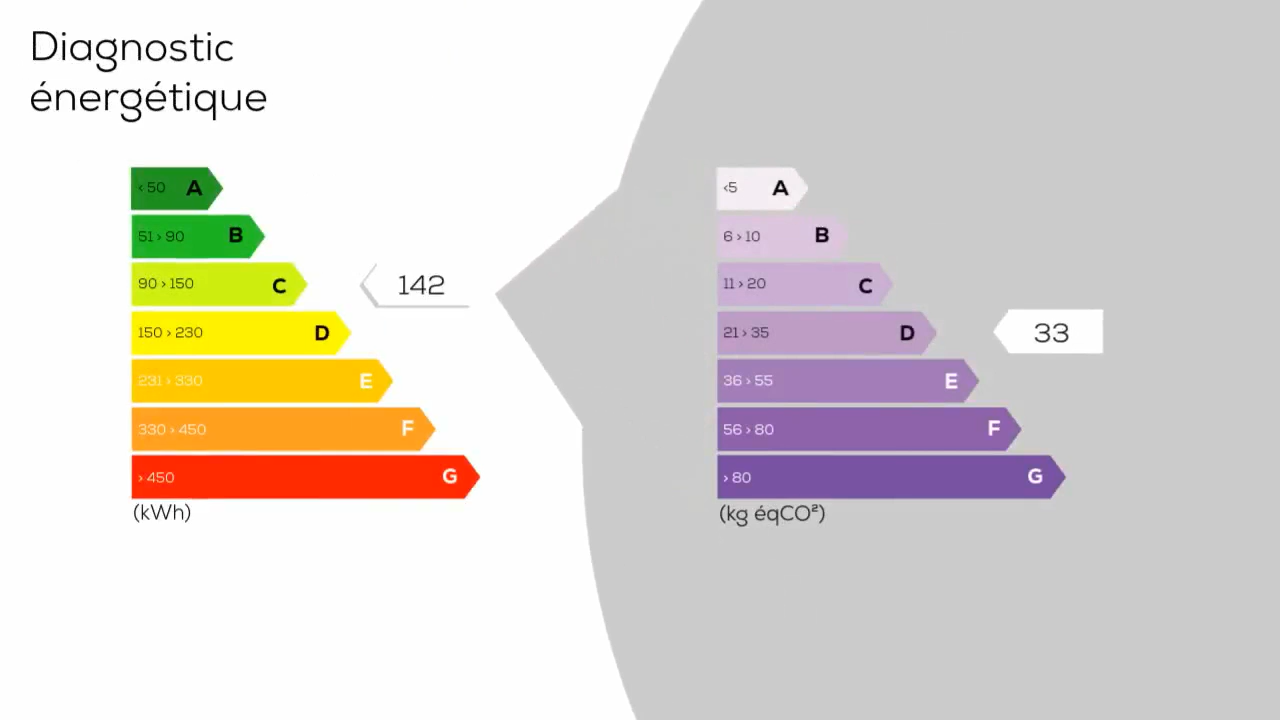 Diagnostic
énergétique
< 50 A
51 > 90 B
90 > 150 C
142
150 > 230 D
231 > 330 E
330 > 450 F
> 450 G
(kWh)
<5 A
6 > 10 B
11 > 20 C
21 > 35 D
33
36 > 55 E
56 > 80 F
> 80 G
(kg éqCO²)